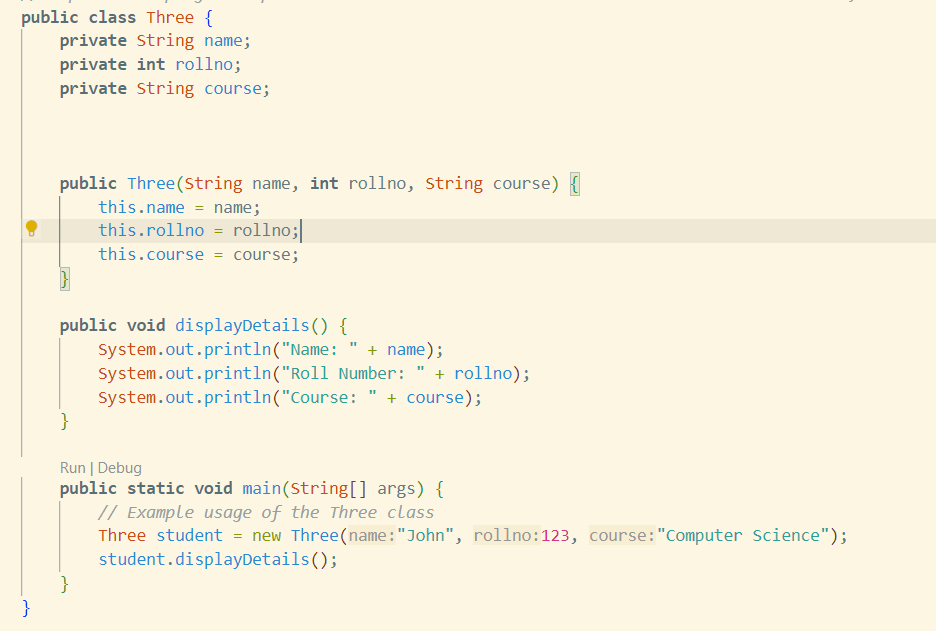 public class Three {
private String name;
private int rollno;
private String course;
public Three(String name, int rollno, String course) {
this.name = name;
this.rollno = rollno;
this.course = course;
}
public void displayDetails() {
System.out.println("Name: " + name);
System.out.println("Roll Number: " + rollno);
System.out.println("Course: " + course);
}
Run | Debug
public static void main(String[] args) {
// Example usage of the Three class
Three student = new Three(name:"John", rollno:123, course:"Computer Science");
student.displayDetails();
}
}